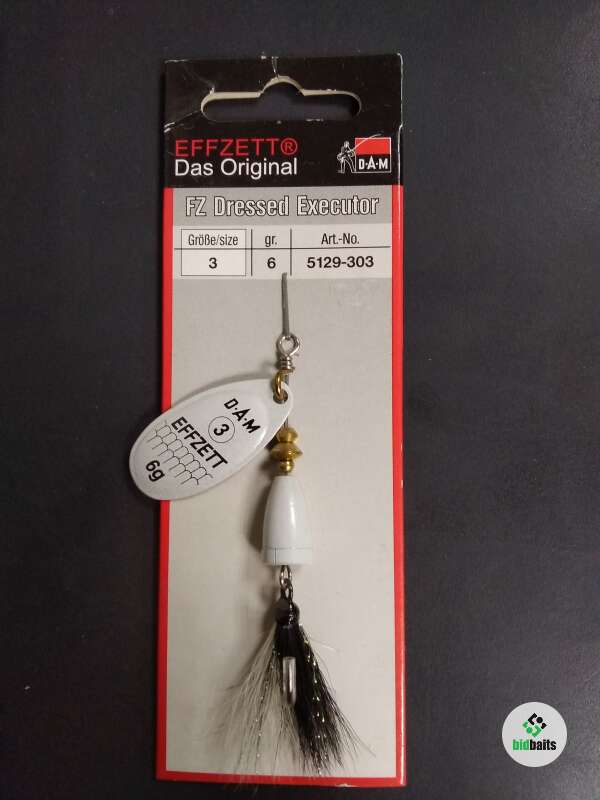 EFFZETT®
Das Original
D·A·M
FZ Dressed Executor
Größe/size gr. Art.-No.
3 6 5129-303
D·A·M
3
EFFZETT
6g
bidbaits